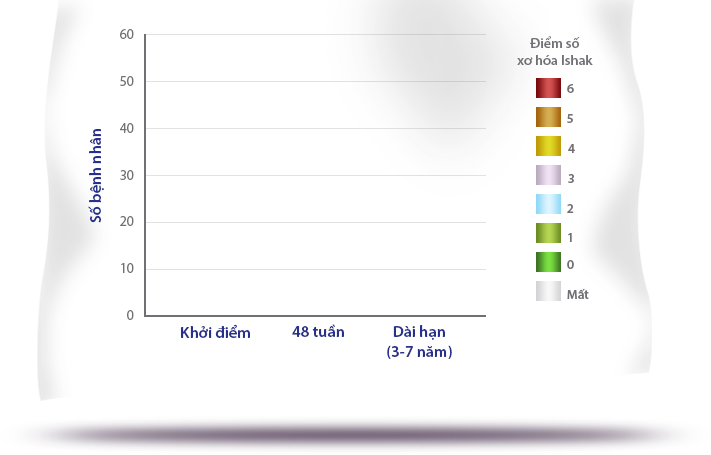 Điểm số
xơ hóa Ishak
6
5
4
3
2
1
0
Mất
60
50
40
30
20
10
0
Số bệnh nhân
Khởi điểm
48 tuần
Dài hạn
(3-7 năm)